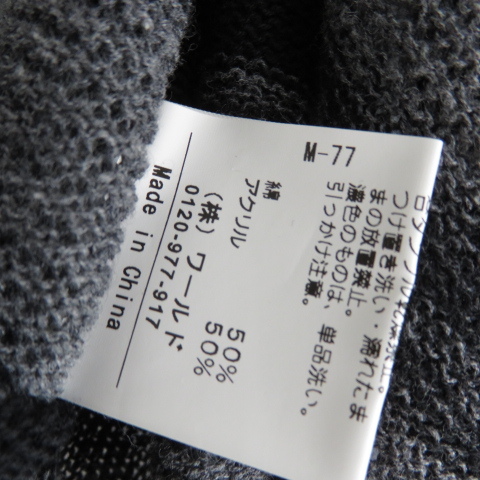 M-77
つけ置き洗い・濡れたま
まの放置禁止。
濃色のものは、単品洗い。
引っかけ注意。
綿 50%
アクリル 50%
(株)ワールド
0120-977-917
Made in China